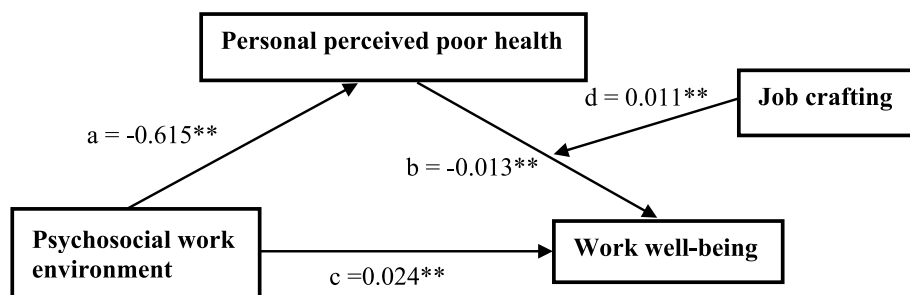 Personal perceived poor health
d = 0.011**
Job crafting
a = -0.615**
b = -0.013**
Psychosocial work
environment
Work well-being
c =0.024**